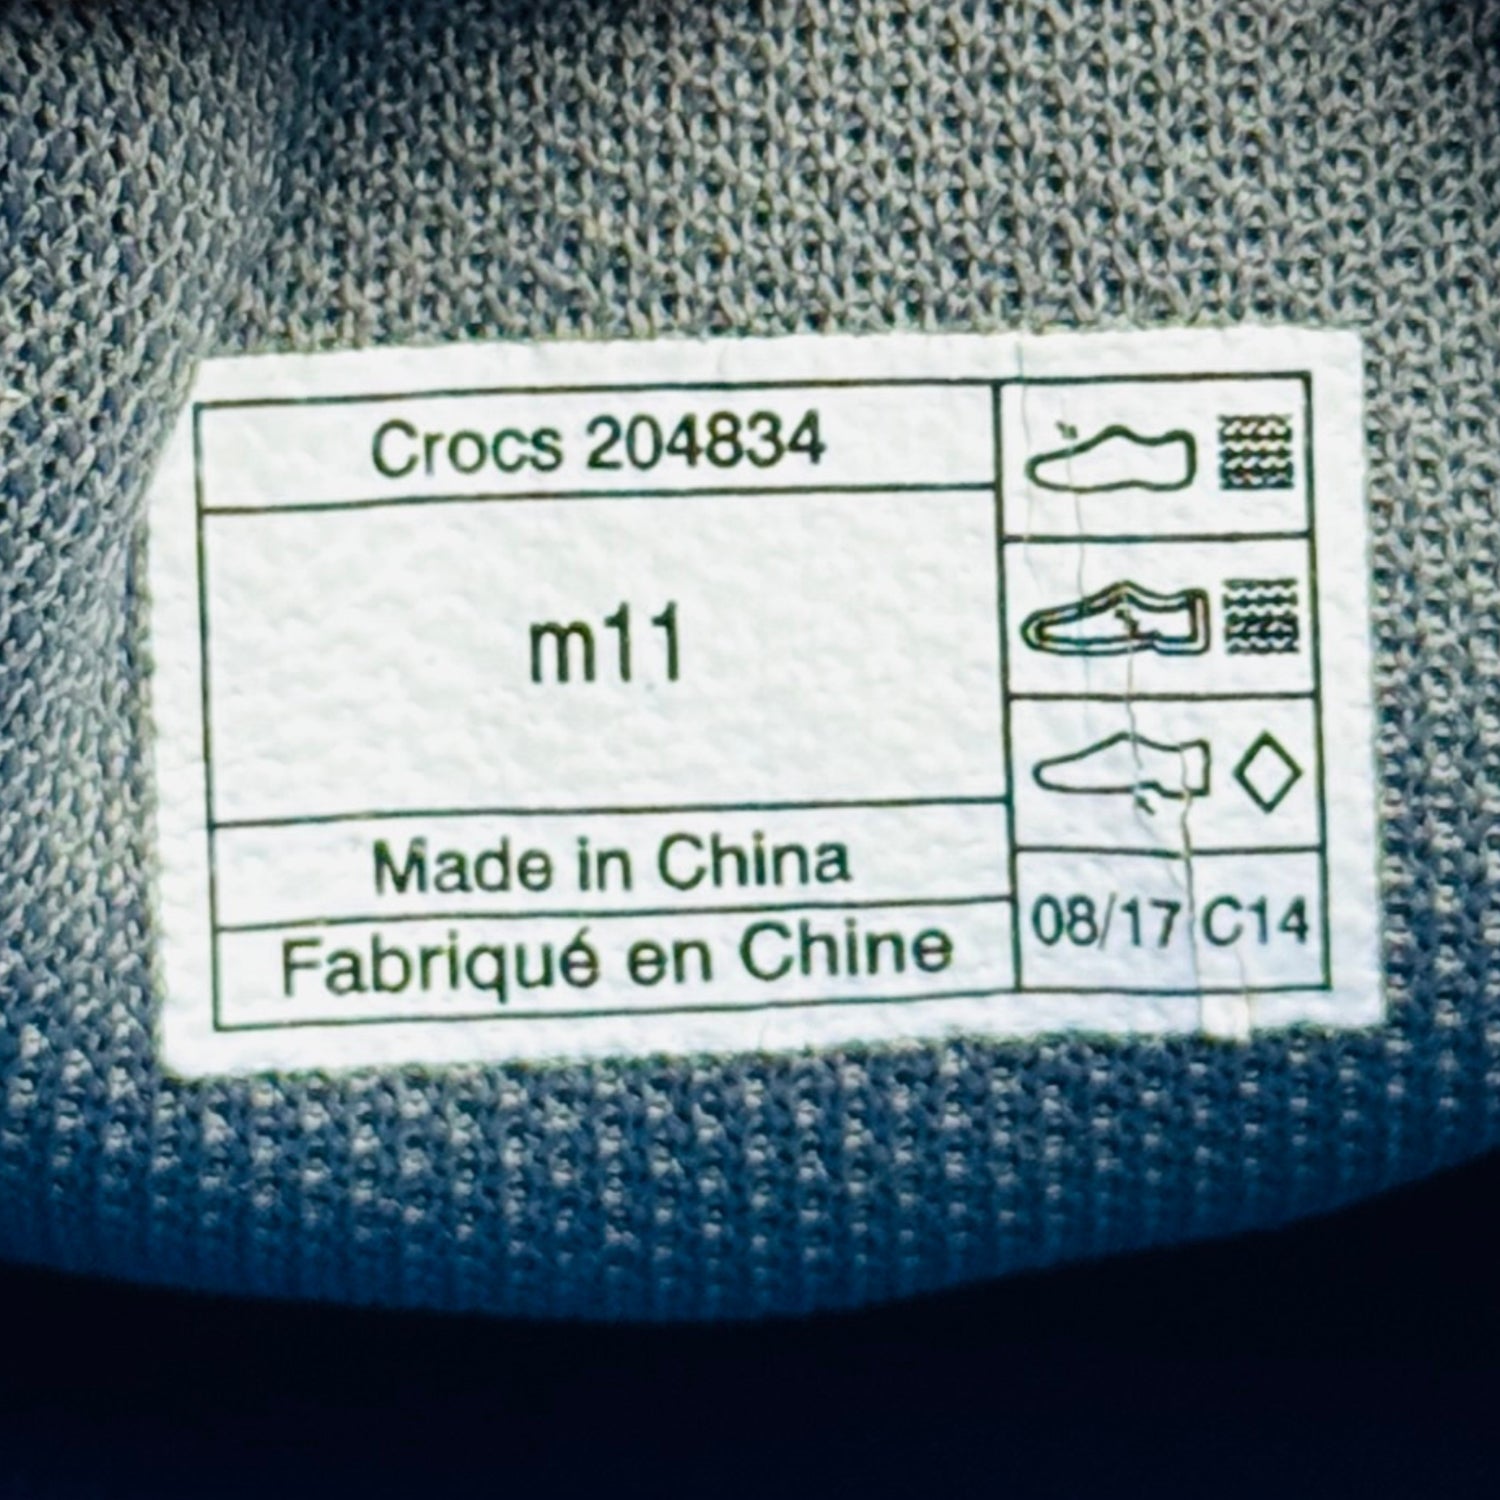 Crocs 204834
m11
Made in China
Fabriqué en Chine
08/17 C14